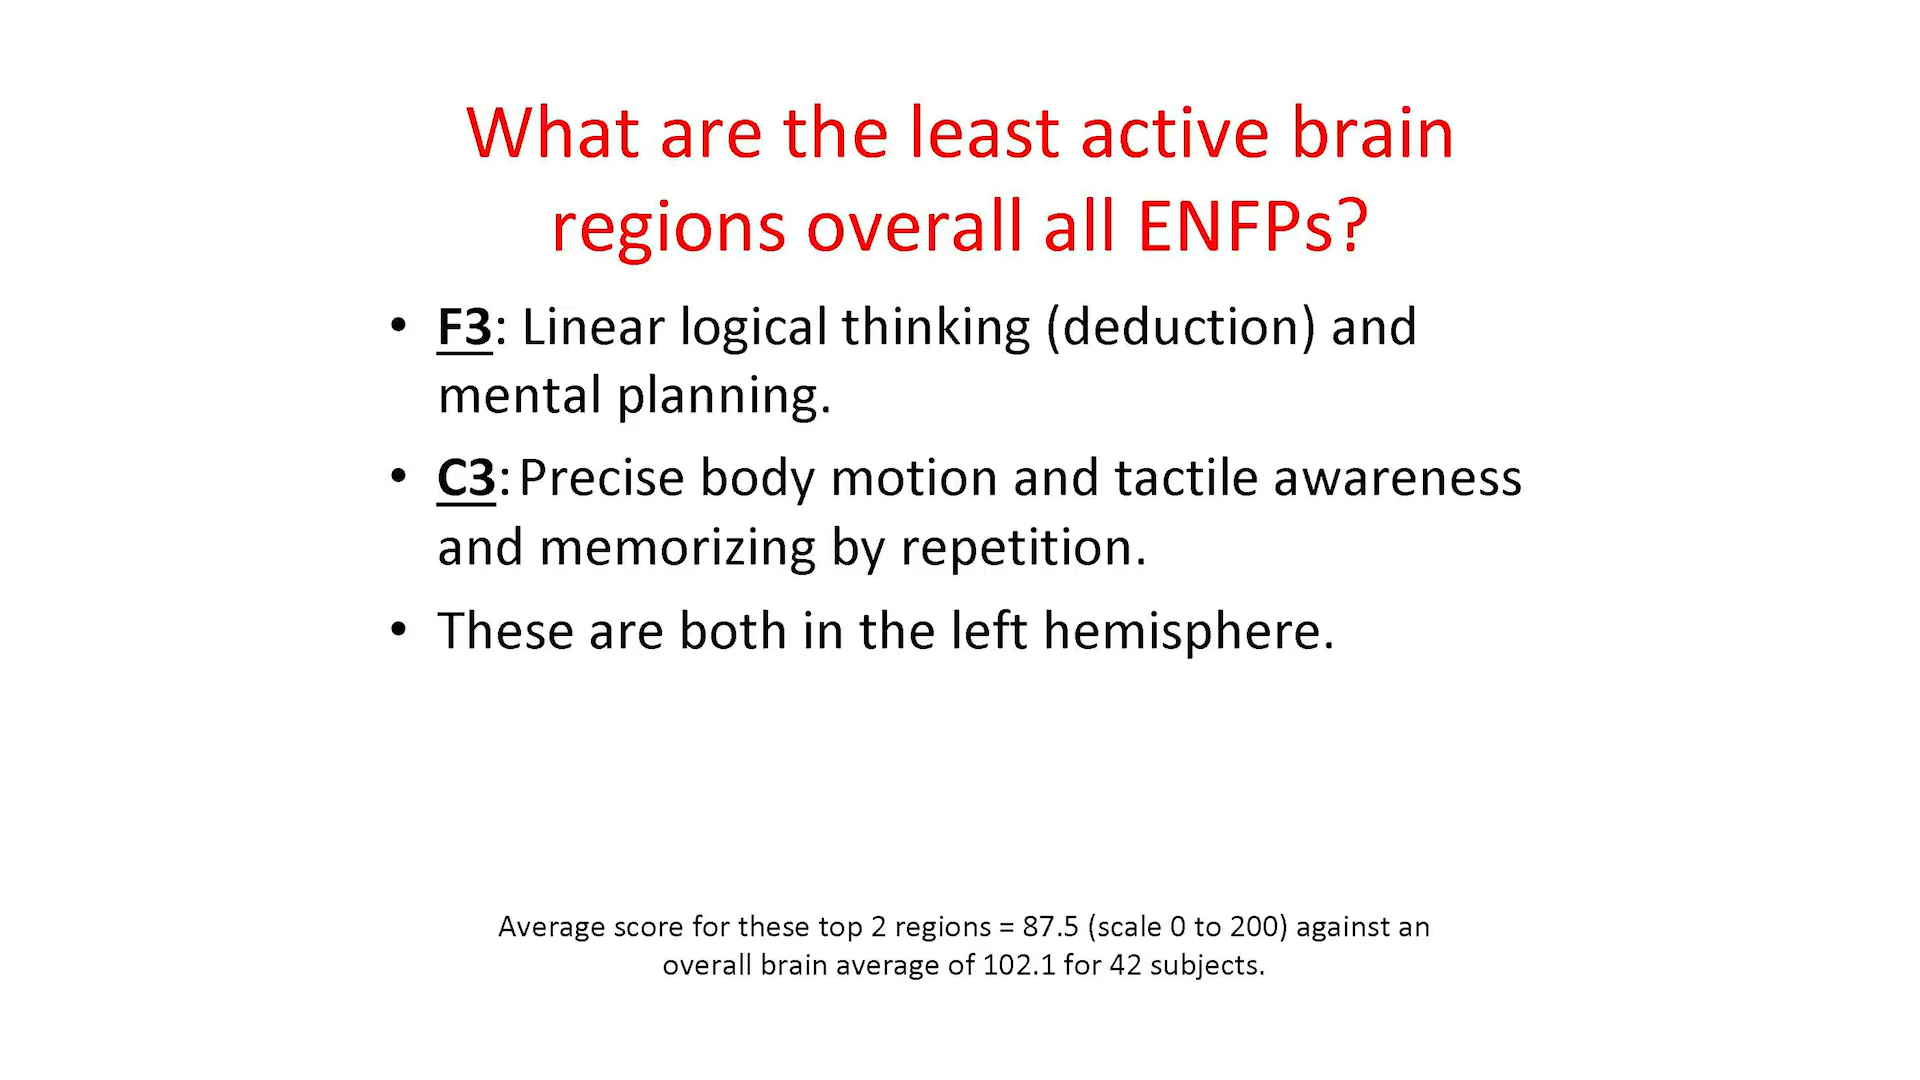 What are the least active brain
regions overall all ENFPs?
• F3: Linear logical thinking (deduction) and
mental planning.
• C3: Precise body motion and tactile awareness
and memorizing by repetition.
• These are both in the left hemisphere.
Average score for these top 2 regions = 87.5 (scale 0 to 200) against an
overall brain average of 102.1 for 42 subjects.